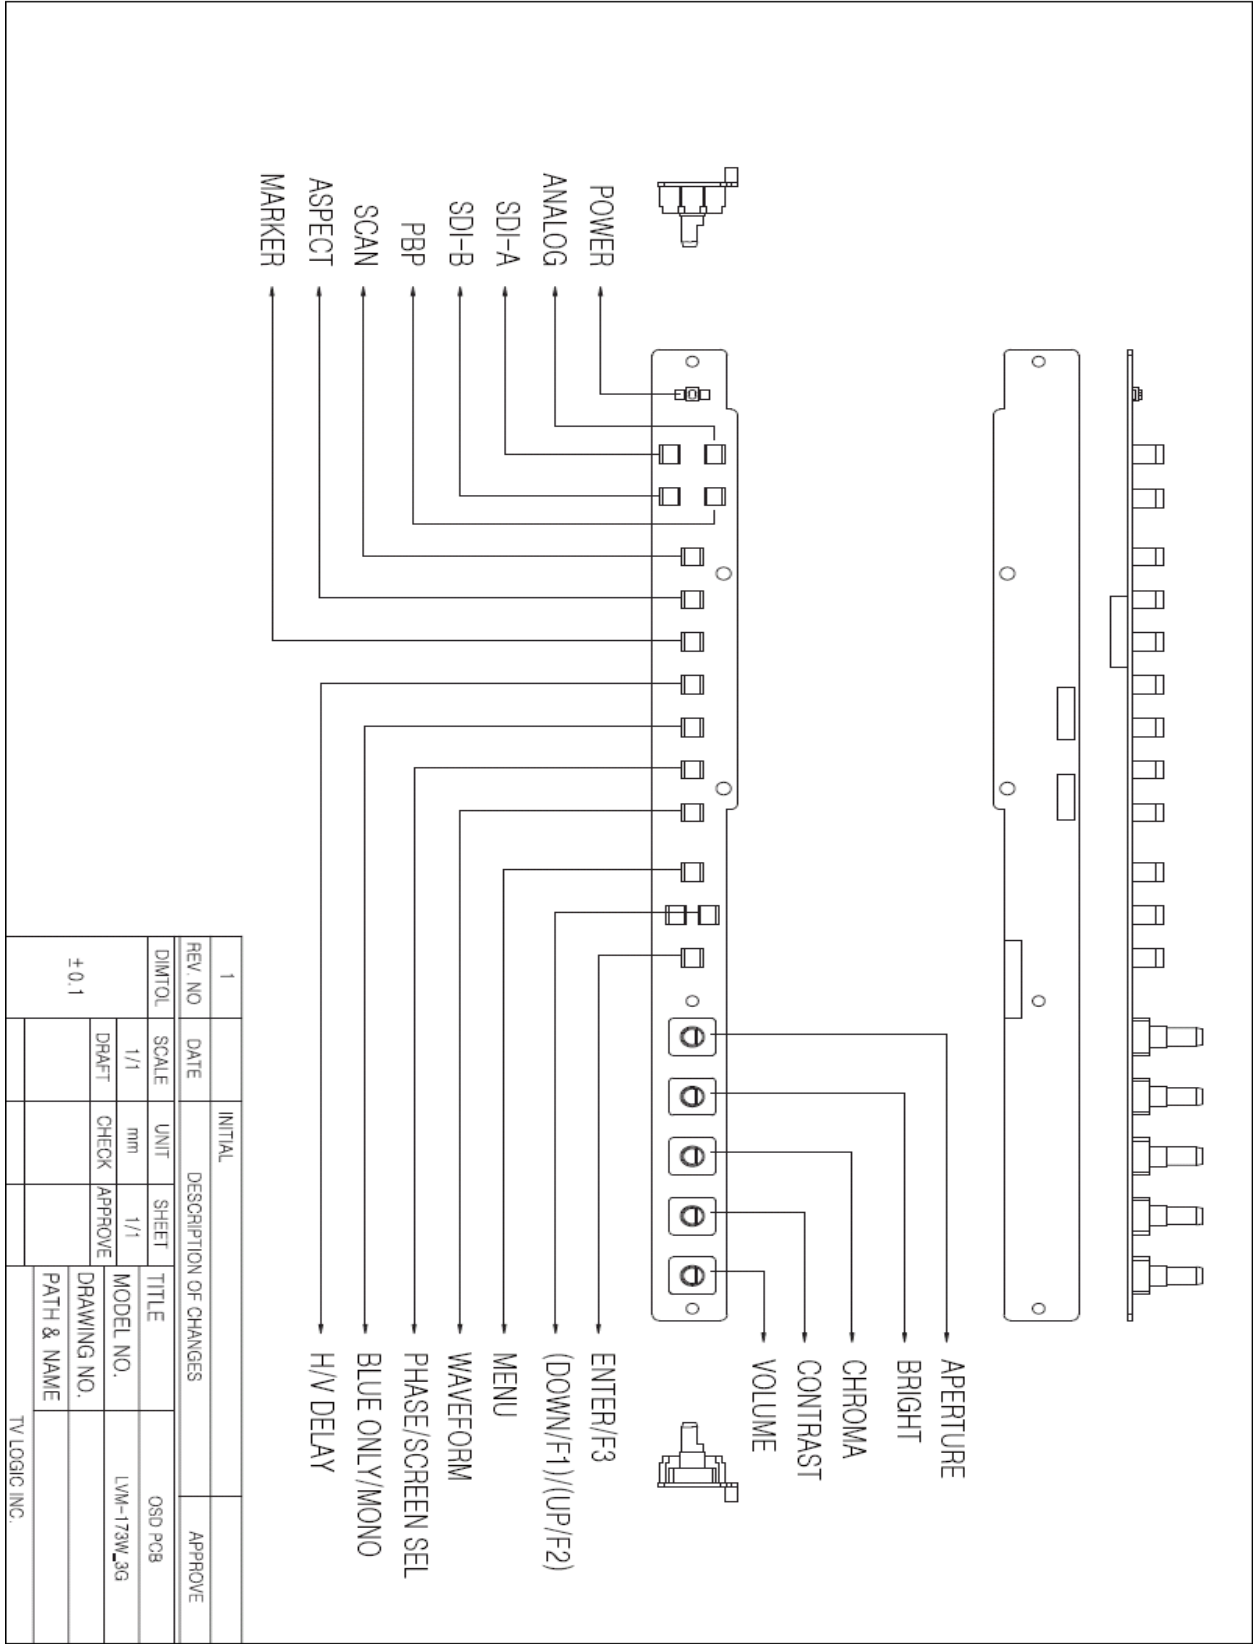 POWER
ANALOG
SDI-A
SDI-B
PBP
SCAN
ASPECT
MARKER
APERTURE
BRIGHT
CHROMA
CONTRAST
VOLUME
ENTER/F3
(DOWN/F1)/(UP/F2)
MENU
WAVEFORM
PHASE/SCREEN SEL
BLUE ONLY/MONO
H/V DELAY
1 INITIAL
REV. NO DATE DESCRIPTION OF CHANGES APPROVE
DIMTOL SCALE UNIT SHEET TITLE OSD PCB
±0.1 1/1 mm 1/1 MODEL NO. LVM-173W_3G
DRAFT CHECK APPROVE DRAWING NO.
PATH & NAME
TV LOGIC INC.